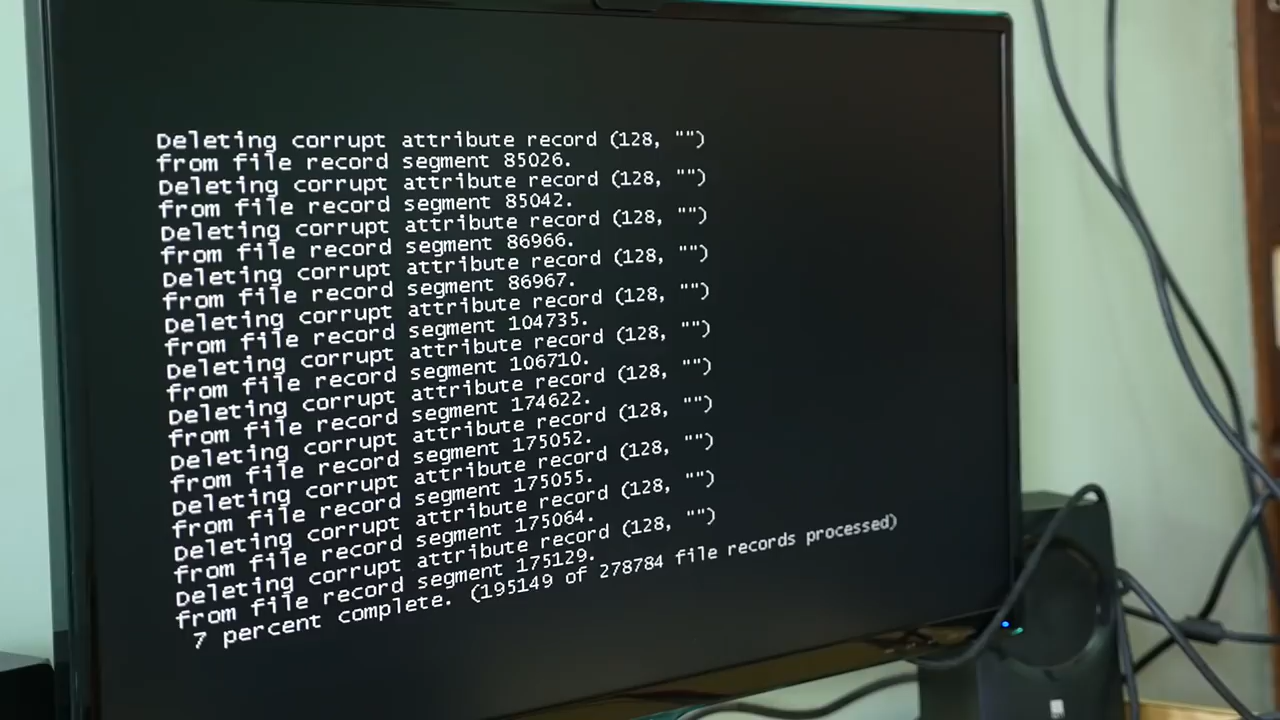 Deleting corrupt attribute record (128, "")
from file record segment 85026.
Deleting corrupt attribute record (128, "")
from file record segment 85042.
Deleting corrupt attribute record (128, "")
from file record segment 86966.
Deleting corrupt attribute record (128, "")
from file record segment 86967.
Deleting corrupt attribute record (128, "")
from file record segment 104735.
Deleting corrupt attribute record (128, "")
from file record segment 106710.
Deleting corrupt attribute record (128, "")
from file record segment 174622.
Deleting corrupt attribute record (128, "")
from file record segment 175052.
Deleting corrupt attribute record (128, "")
from file record segment 175055.
Deleting corrupt attribute record (128, "")
from file record segment 175064.
Deleting corrupt attribute record (128, "")
from file record segment 175129.
7 percent complete. (195149 of 278784 file records processed)